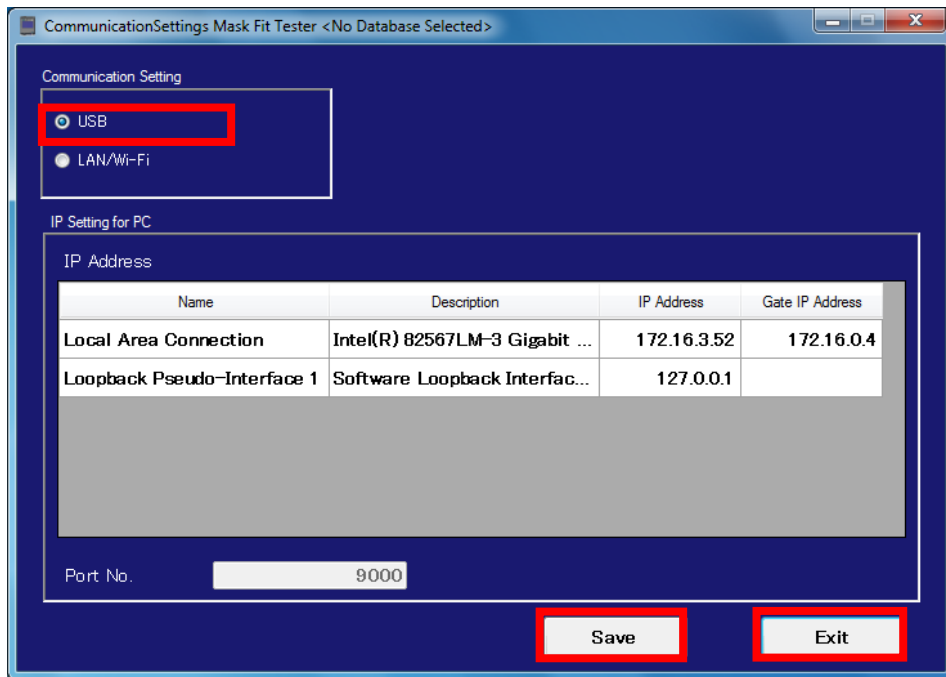 CommunicationSettings Mask Fit Tester <No Database Selected>
Communication Setting
USB
LAN/Wi-Fi
IP Setting for PC
IP Address
Name Description IP Address Gate IP Address
Local Area Connection Intel(R) 82567LM-3 Gigabit ... 172.16.3.52 172.16.0.4
Loopback Pseudo-Interface 1 Software Loopback Interfac... 127.0.0.1
Port No. 9000
Save Exit